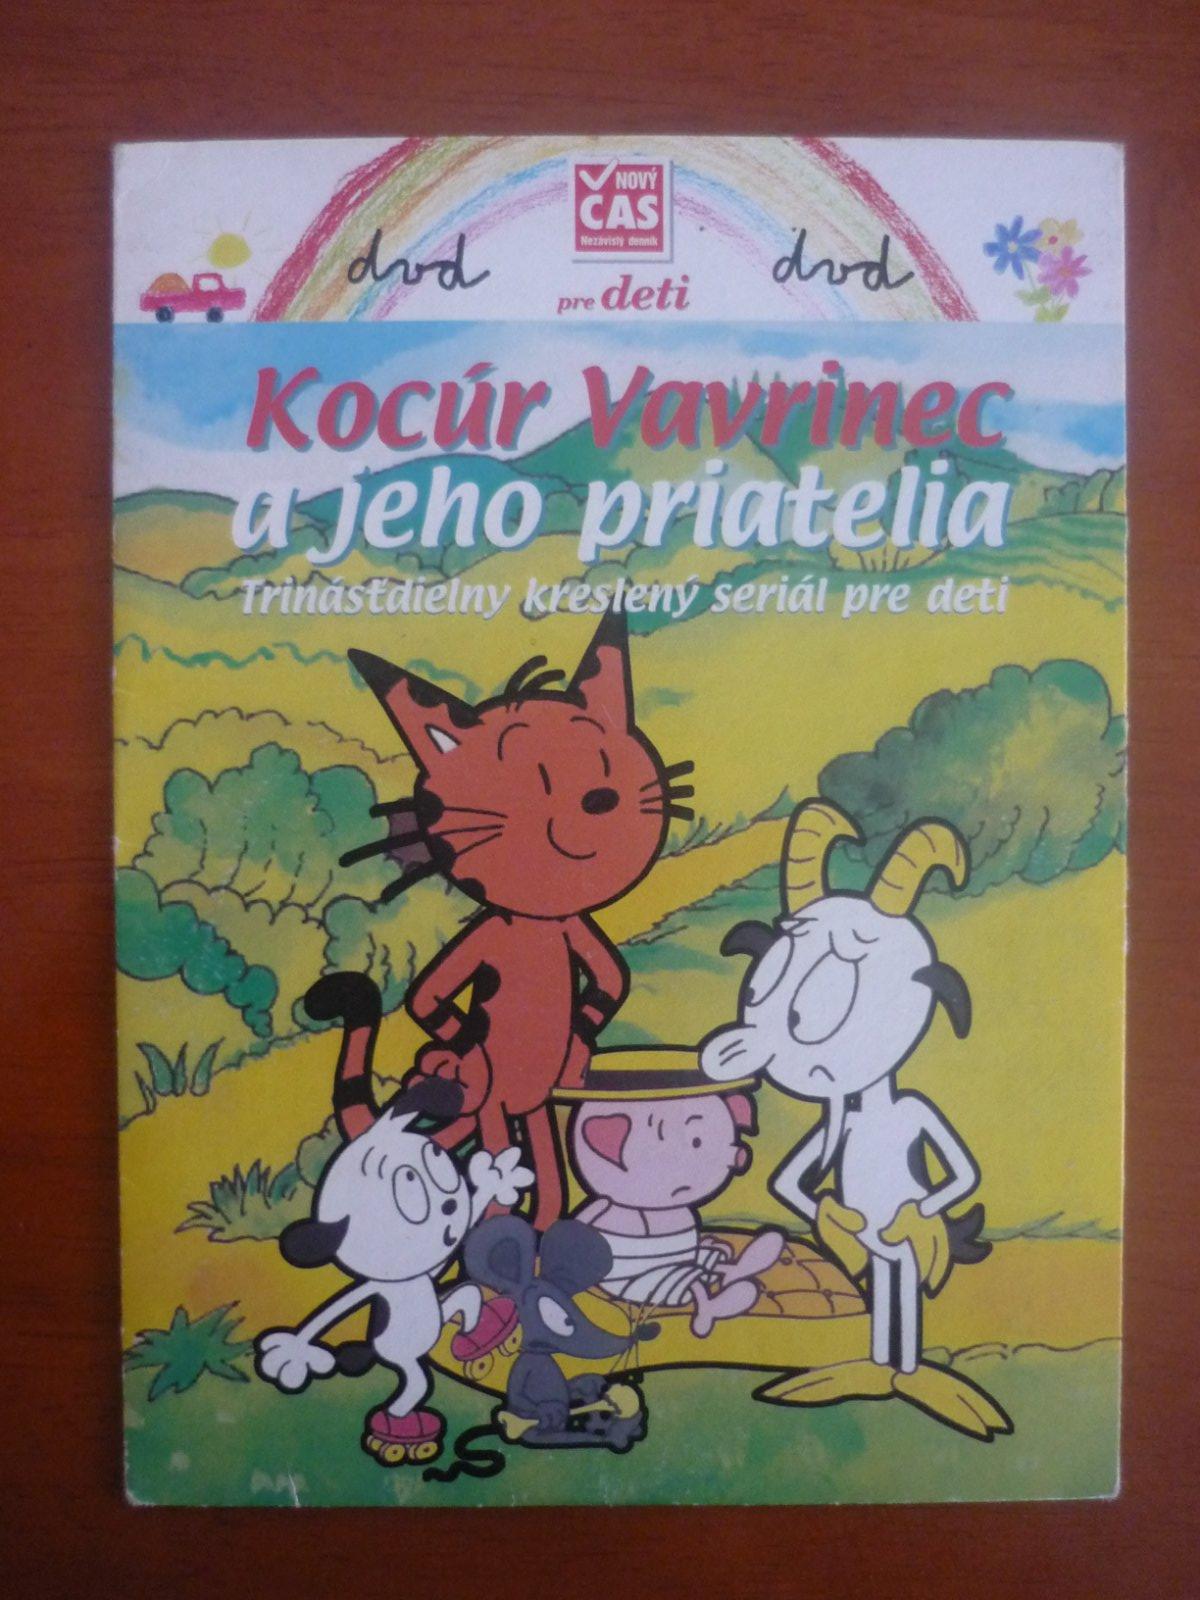 NOVÝ
ČAS
Nezávislý denník
dvd
dvd
pre deti
Kocúr Vavrinec
a jeho priatelia
Trinásťdielny kreslený seriál pre deti